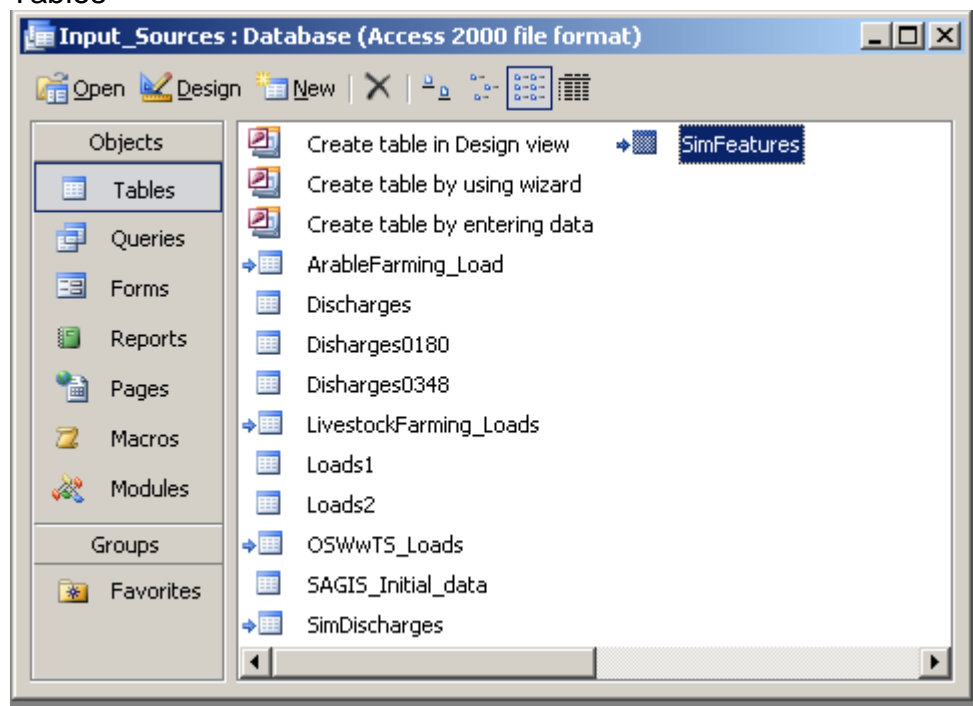 Tables
Input_Sources : Database (Access 2000 file format)
Open Design New
Objects
Tables
Queries
Forms
Reports
Pages
Macros
Modules
Groups
Favorites
Create table in Design view
Create table by using wizard
Create table by entering data
ArableFarming_Load
Discharges
Disharges0180
Disharges0348
LivestockFarming_Loads
Loads1
Loads2
OSWwTS_Loads
SAGIS_Initial_data
SimDischarges
SimFeatures